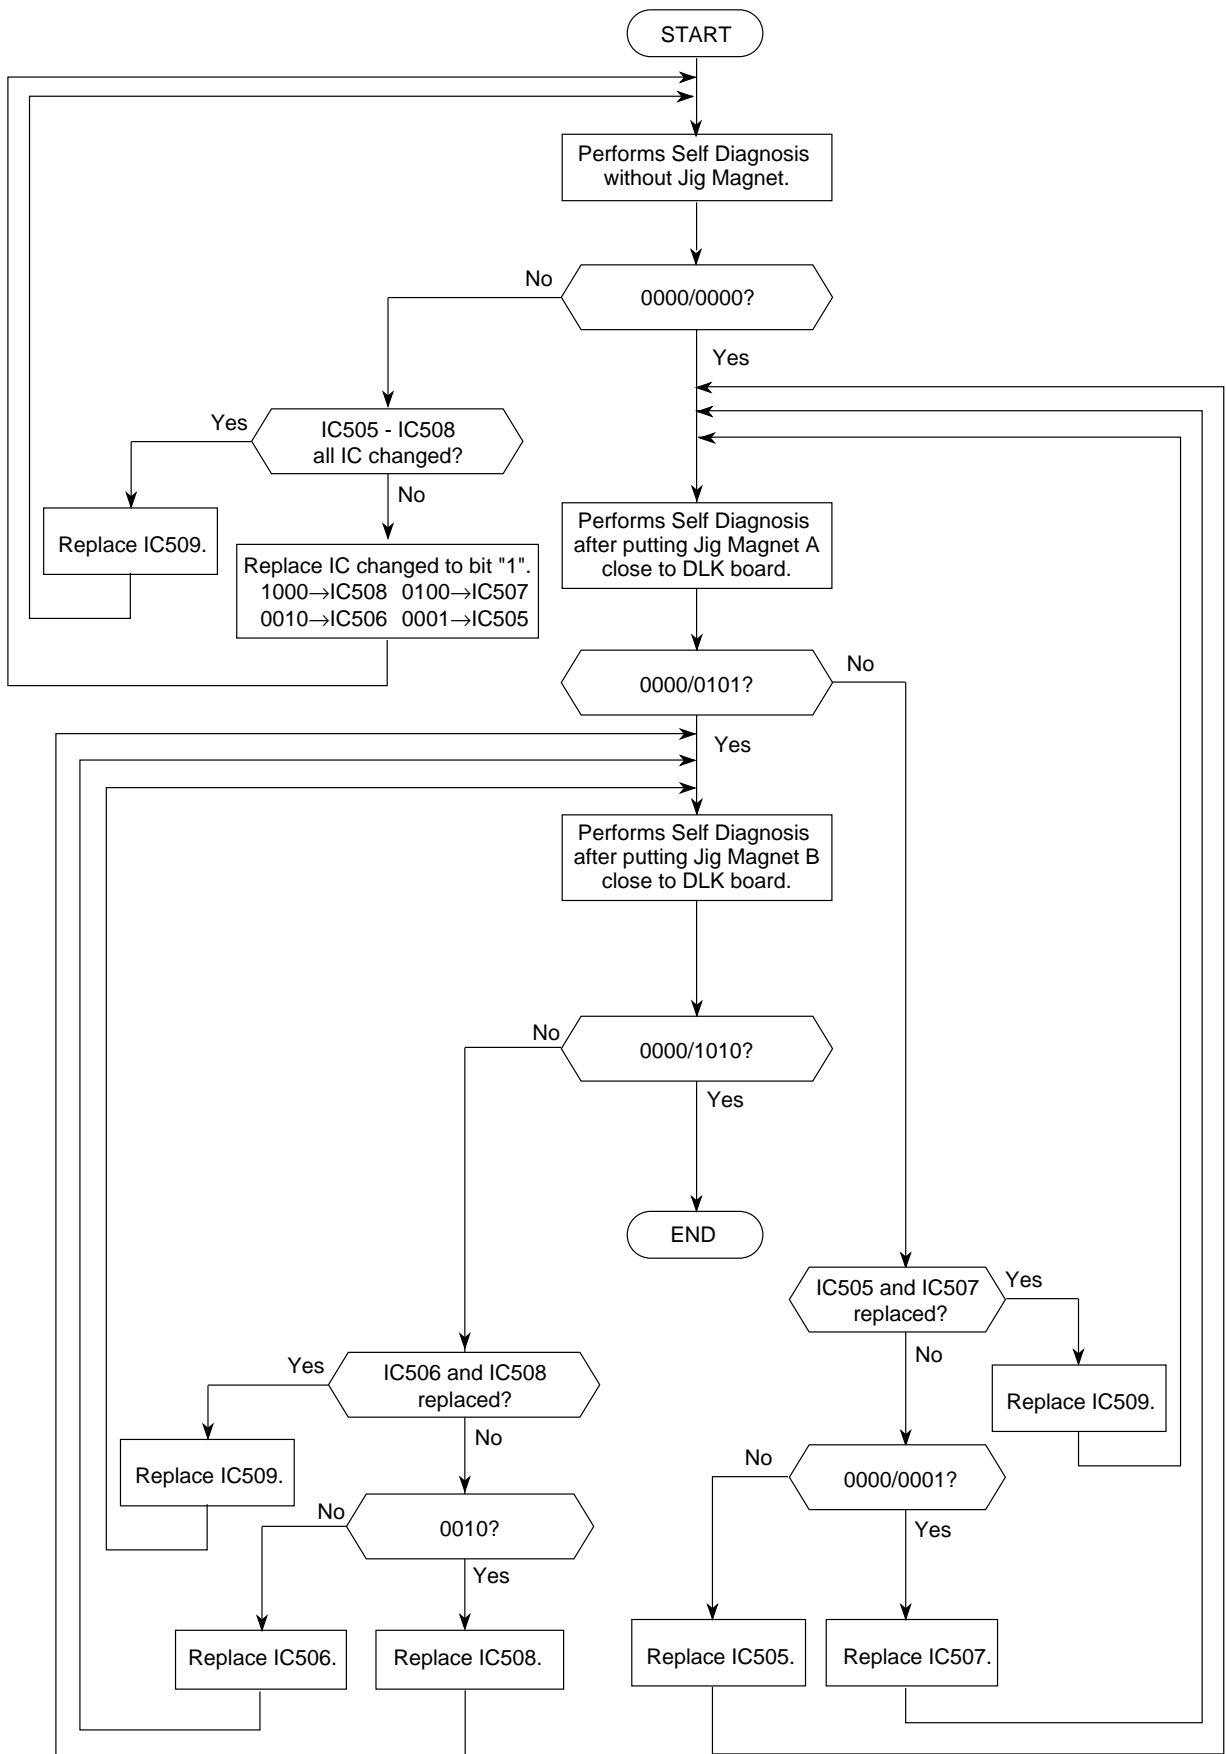 START
Performs Self Diagnosis
without Jig Magnet.
No
0000/0000?
Yes
Yes
IC505 - IC508
all IC changed?
No
Replace IC509.
Replace IC changed to bit "1".
1000→IC508 0100→IC507
0010→IC506 0001→IC505
Performs Self Diagnosis
after putting Jig Magnet A
close to DLK board.
No
0000/0101?
Yes
Performs Self Diagnosis
after putting Jig Magnet B
close to DLK board.
No
0000/1010?
Yes
END
IC505 and IC507
replaced?
Yes
No
Replace IC509.
Yes
IC506 and IC508
replaced?
No
Replace IC509.
No
0000/0001?
Yes
No
0010?
Yes
Replace IC506.
Replace IC508.
Replace IC505.
Replace IC507.